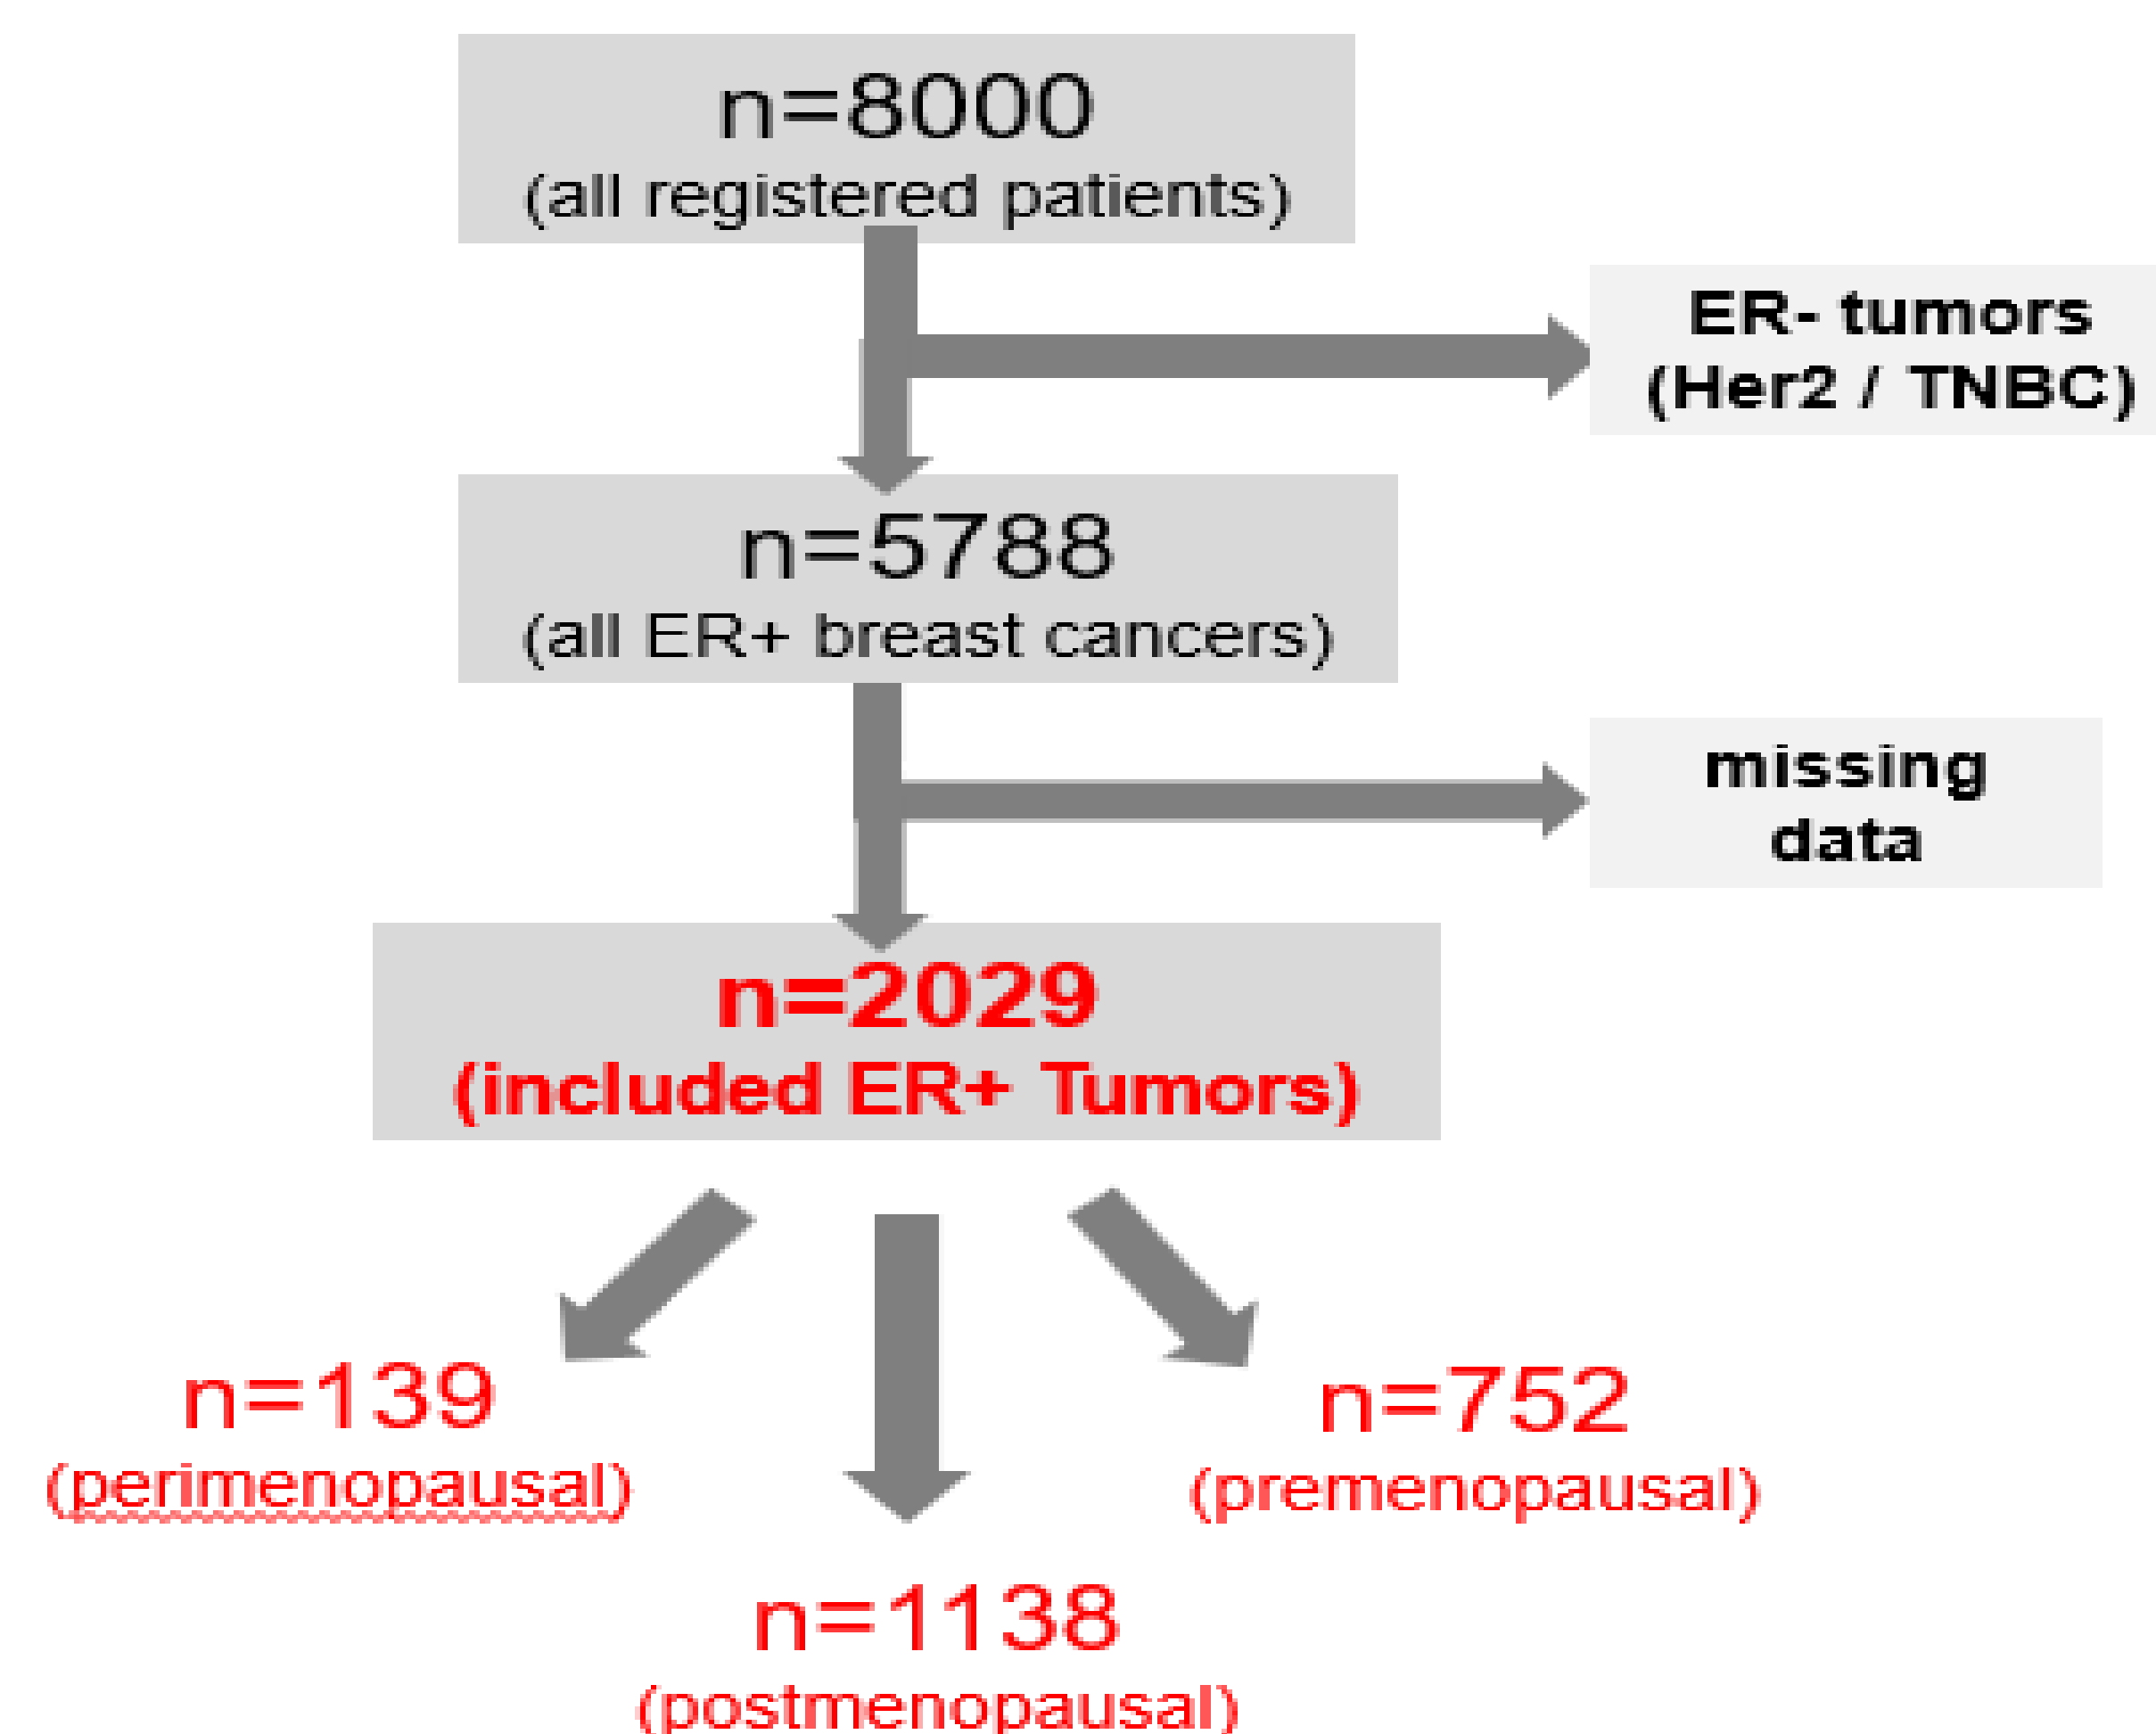 n=8000
(all registered patients)
ER- tumors
(Her2 / TNBC)
n=5788
(all ER+ breast cancers)
missing
data
n=2029
(included ER+ Tumors)
n=139
(perimenopausal)
n=752
(premenopausal)
n=1138
(postmenopausal)